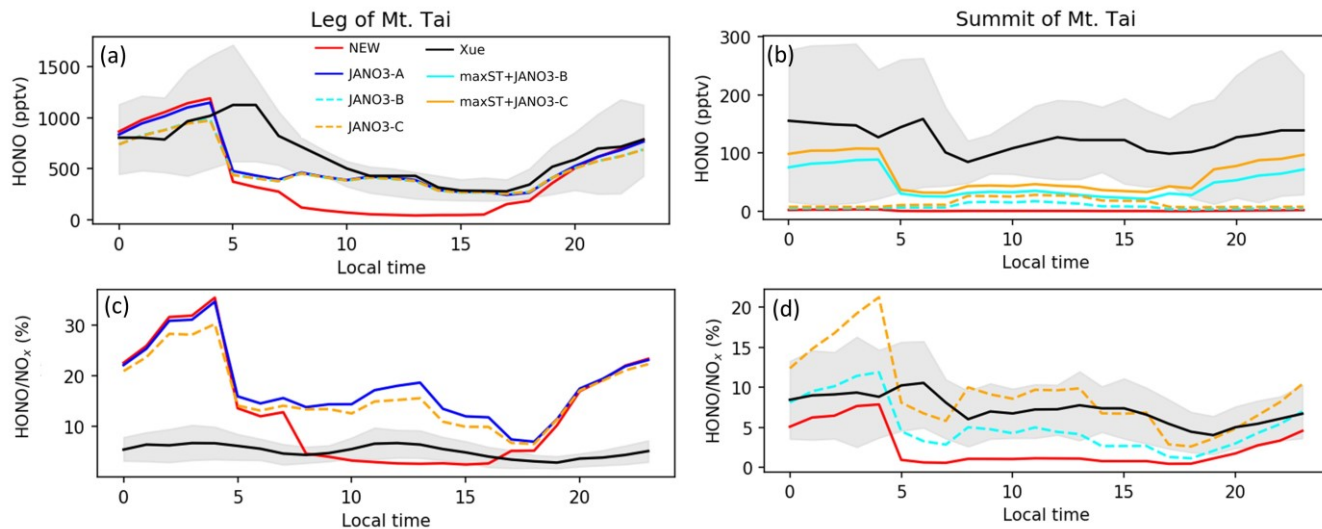 Leg of Mt. Tai
(a)
HONO (pptv)
1500
1000
500
0
NEW
JANO3-A
JANO3-B
JANO3-C
Xue
maxST+JANO3-B
maxST+JANO3-C
0 5 10 15 20
Local time
Summit of Mt. Tai
(b)
HONO (pptv)
300
200
100
0
0 5 10 15 20
Local time
(c)
HONO/NOₓ (%)
30
20
10
0 5 10 15 20
Local time
(d)
HONO/NOₓ (%)
20
15
10
5
0
0 5 10 15 20
Local time